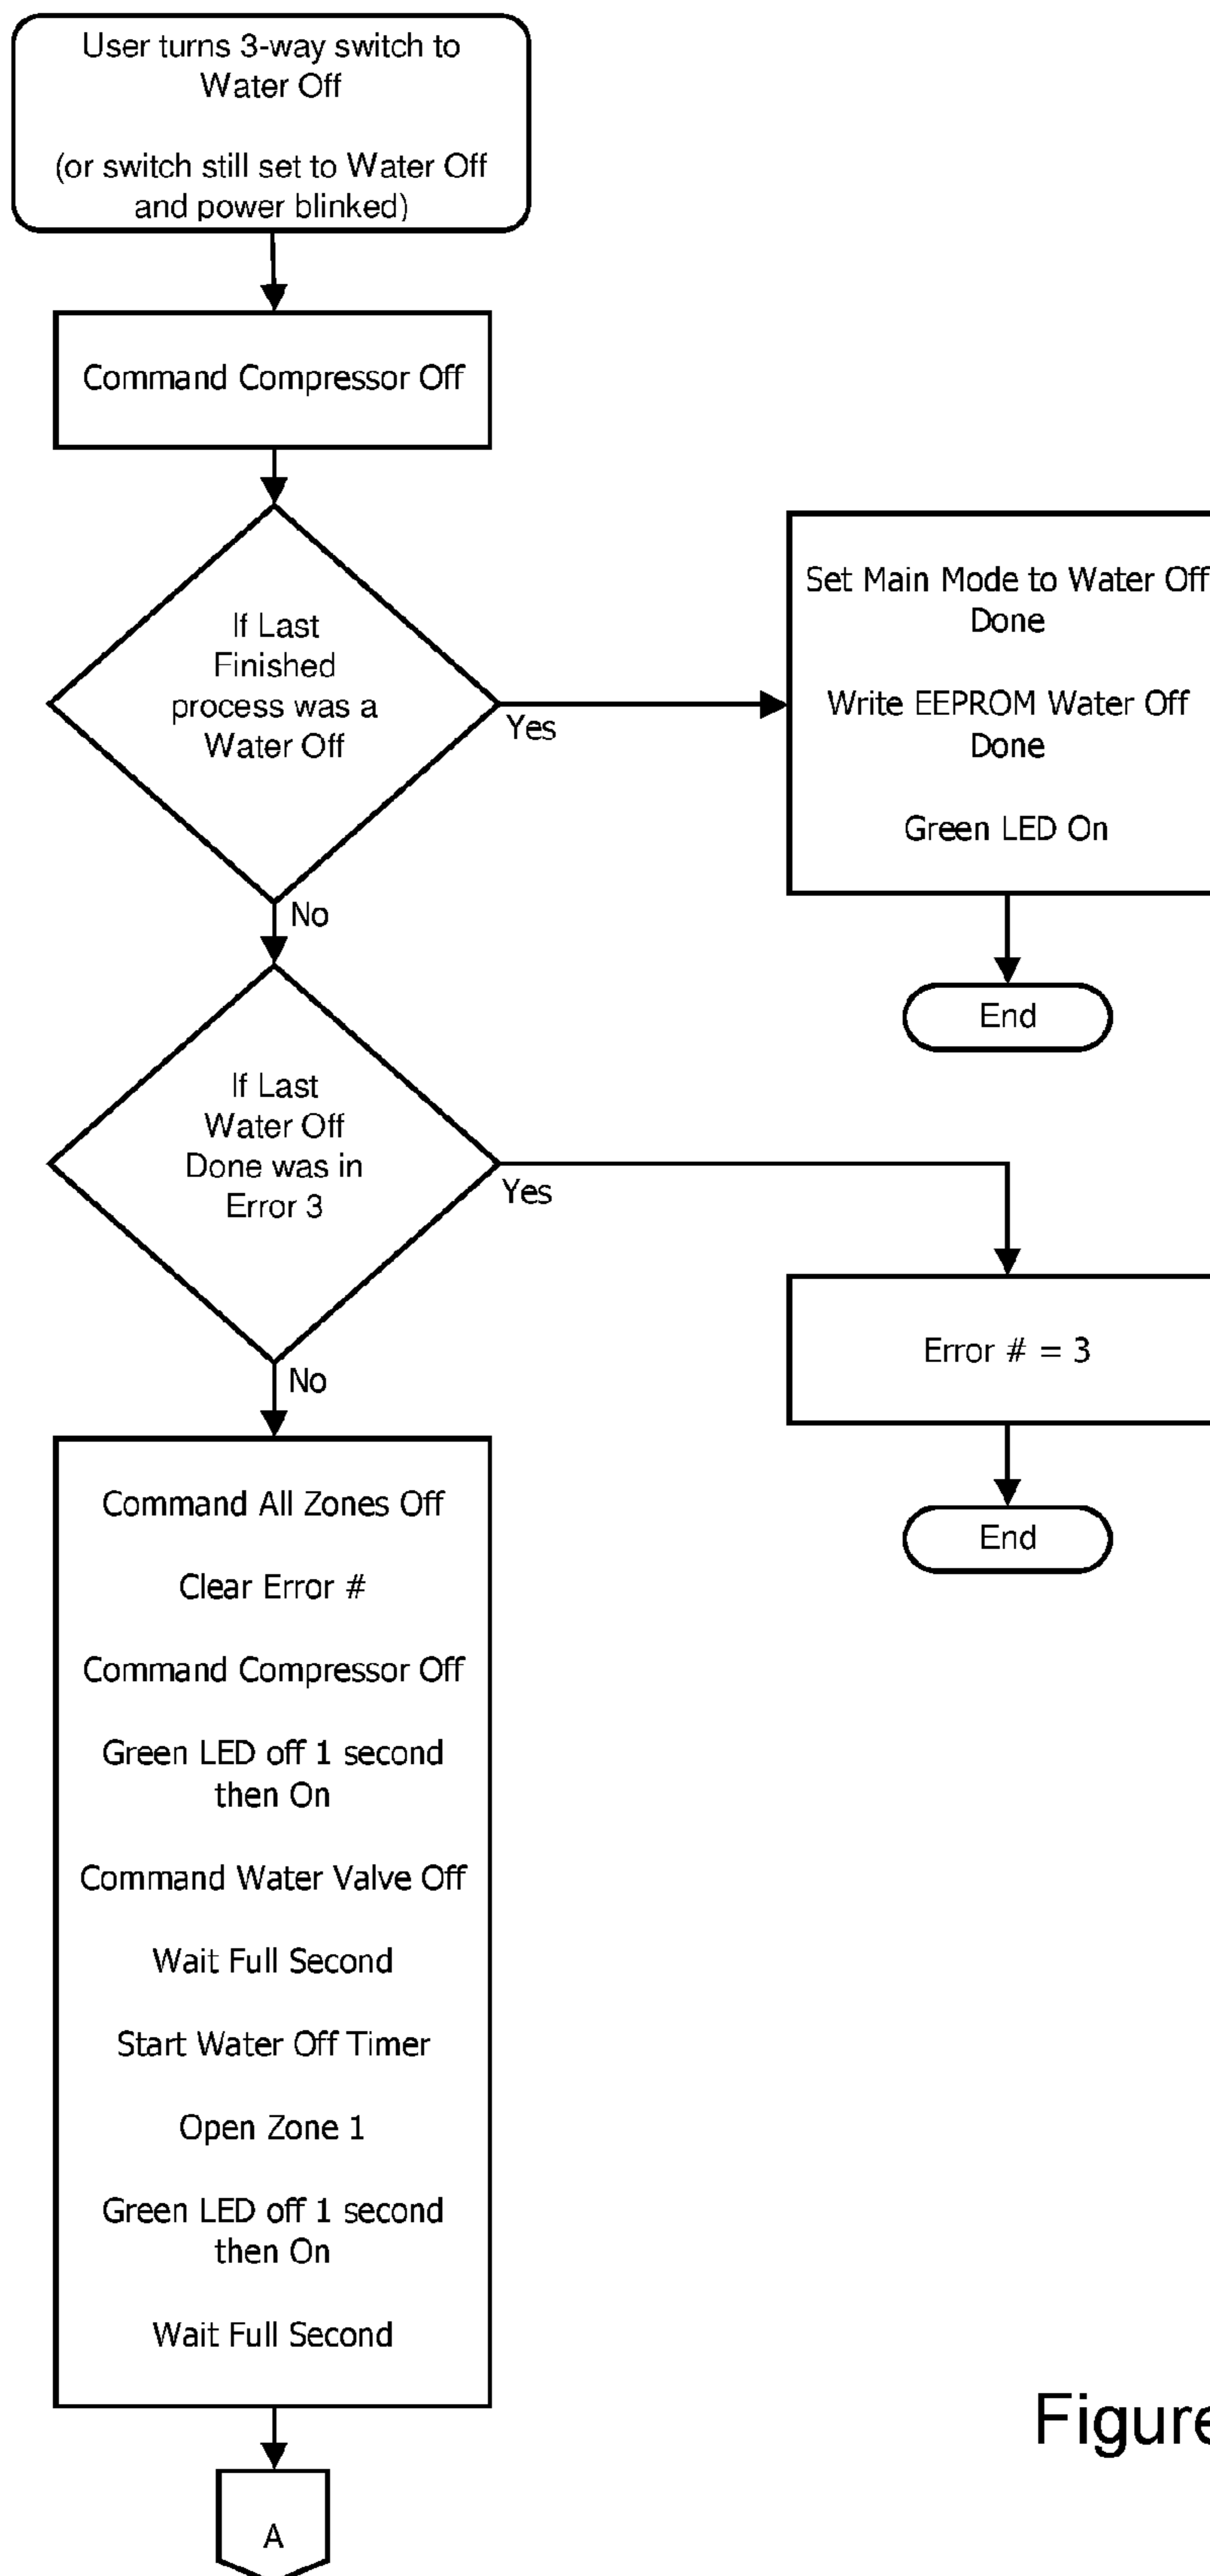 User turns 3-way switch to
Water Off
(or switch still set to Water Off
and power blinked)
Command Compressor Off
If Last
Finished
process was a
Water Off
Yes
Set Main Mode to Water Off
Done
Write EEPROM Water Off
Done
Green LED On
End
No
If Last
Water Off
Done was in
Error 3
Yes
Error # = 3
End
No
Command All Zones Off
Clear Error #
Command Compressor Off
Green LED off 1 second
then On
Command Water Valve Off
Wait Full Second
Start Water Off Timer
Open Zone 1
Green LED off 1 second
then On
Wait Full Second
A
Figure